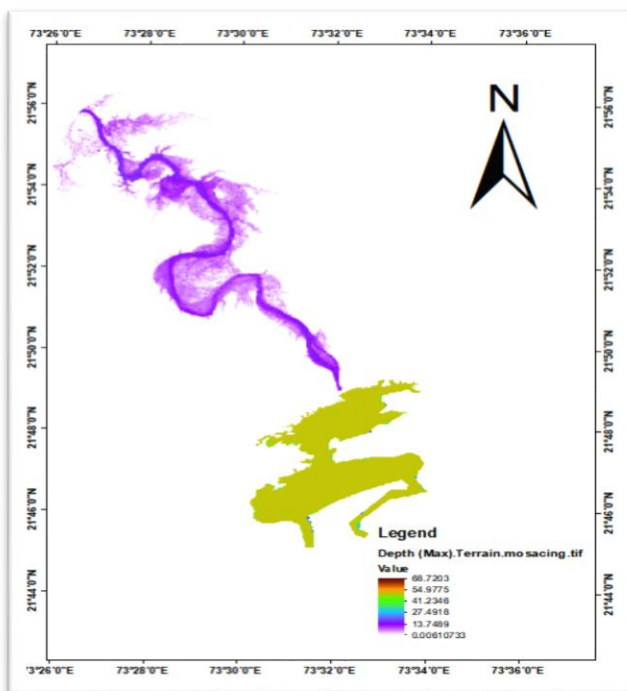 73°26'0"E 73°28'0"E 73°30'0"E 73°32'0"E 73°34'0"E 73°36'0"E
N
21°56'0"N 21°56'0"N
21°54'0"N 21°54'0"N
21°52'0"N 21°52'0"N
21°50'0"N 21°50'0"N
21°48'0"N 21°48'0"N
21°46'0"N 21°46'0"N
21°44'0"N 21°44'0"N
Legend
Depth (Max).Terrain.mosacing.tif
Value
68.7203
54.9775
41.2346
27.4918
13.7489
0.00610733
'3°26'0"E 73°28'0"E 73°30'0"E 73°32'0"E 73°34'0"E 73°36'0"E